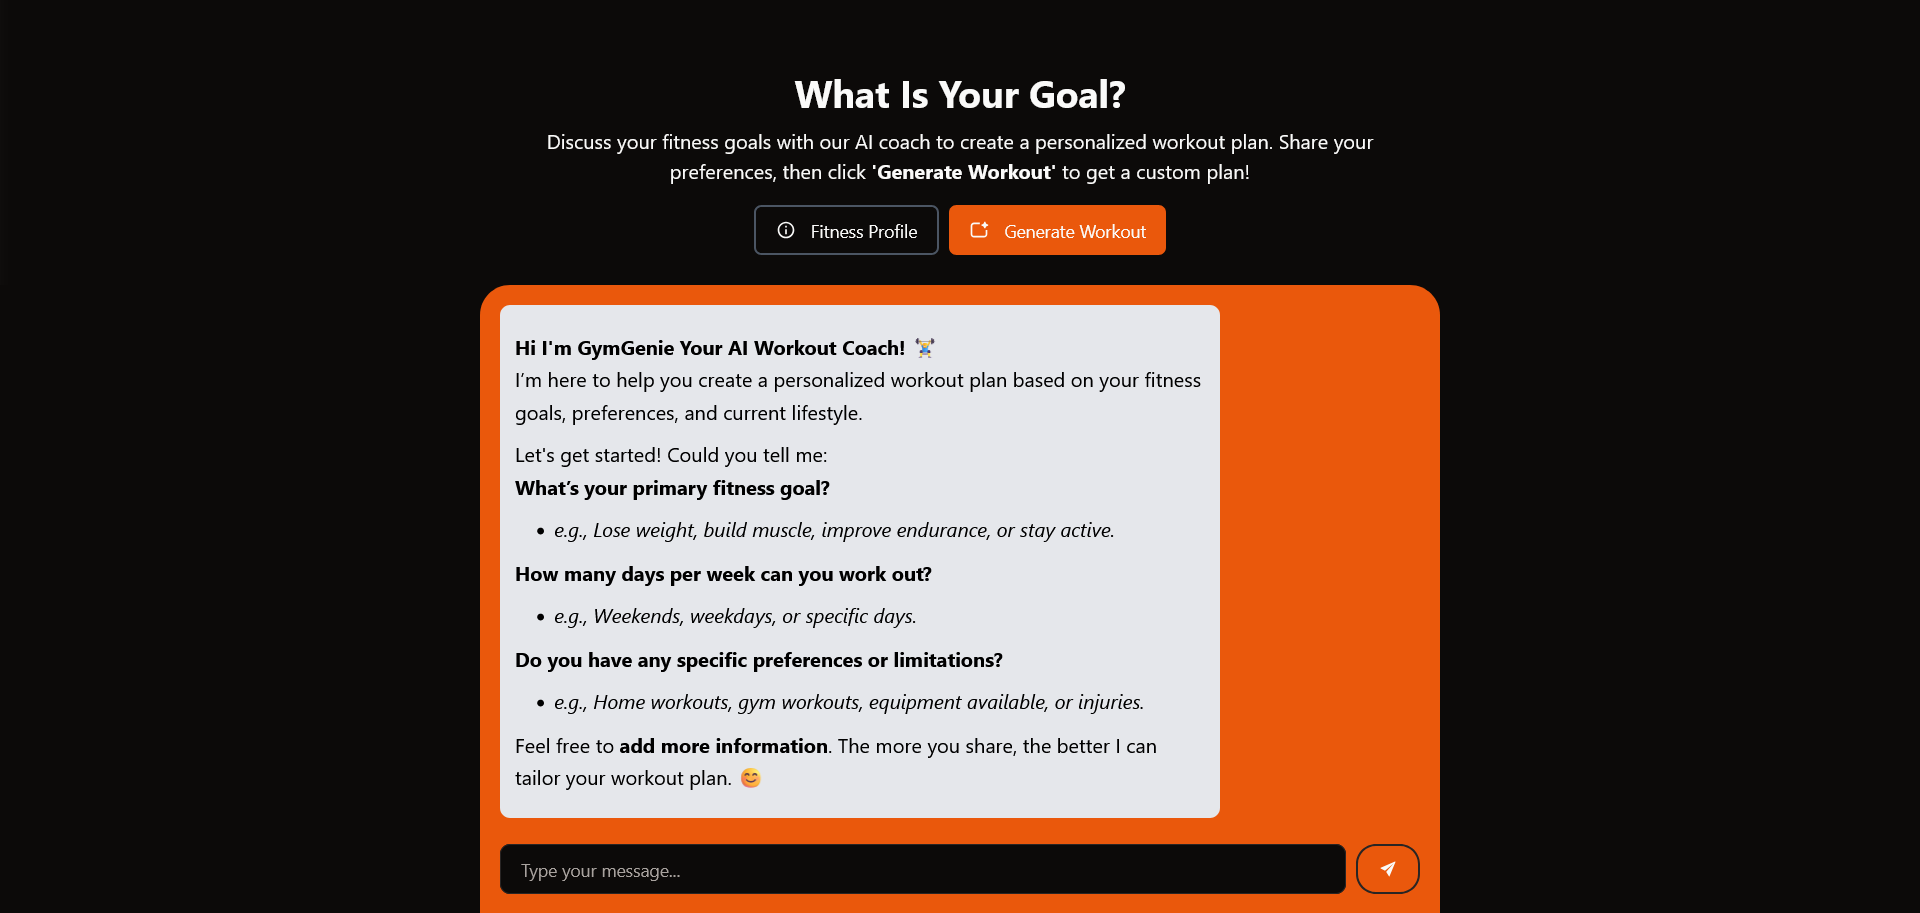 What Is Your Goal?
Discuss your fitness goals with our AI coach to create a personalized workout plan. Share your
preferences, then click 'Generate Workout' to get a custom plan!
Fitness Profile
Generate Workout
Hi I'm GymGenie Your AI Workout Coach! 🏋️
I’m here to help you create a personalized workout plan based on your fitness
goals, preferences, and current lifestyle.
Let's get started! Could you tell me:
What’s your primary fitness goal?
• e.g., Lose weight, build muscle, improve endurance, or stay active.
How many days per week can you work out?
• e.g., Weekends, weekdays, or specific days.
Do you have any specific preferences or limitations?
• e.g., Home workouts, gym workouts, equipment available, or injuries.
Feel free to add more information. The more you share, the better I can
tailor your workout plan. 😊
Type your message...